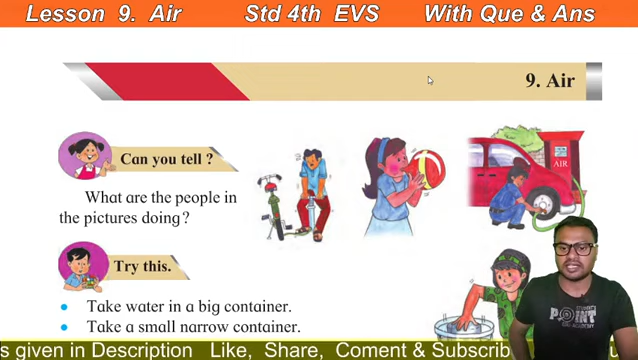 Lesson 9. Air Std 4th EVS With Que & Ans
9. Air
Can you tell ?
What are the people in
the pictures doing?
AIR
Try this.
Take water in a big container.
Take a small narrow container.
POINT
s given in Description Like, Share, Coment & Subscrib